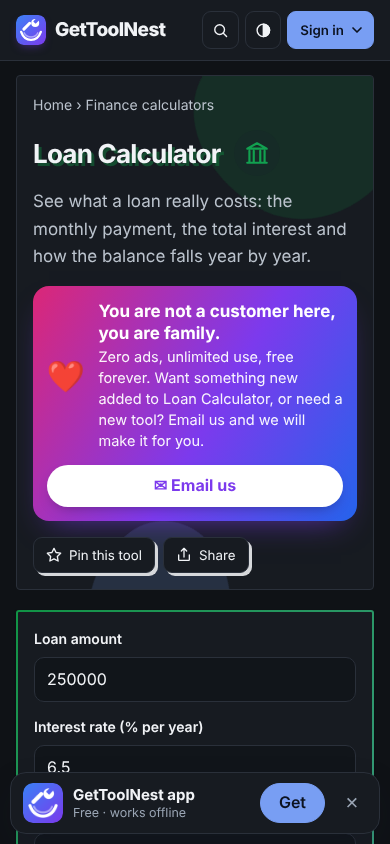 GetToolNest
Sign in
Home › Finance calculators
Loan Calculator
See what a loan really costs: the
monthly payment, the total interest and
how the balance falls year by year.
You are not a customer here,
you are family.
Zero ads, unlimited use, free
forever. Want something new
added to Loan Calculator, or need a
new tool? Email us and we will
make it for you.
✉ Email us
Pin this tool
Share
Loan amount
250000
Interest rate (% per year)
6.5
GetToolNest app
Free · works offline
Get